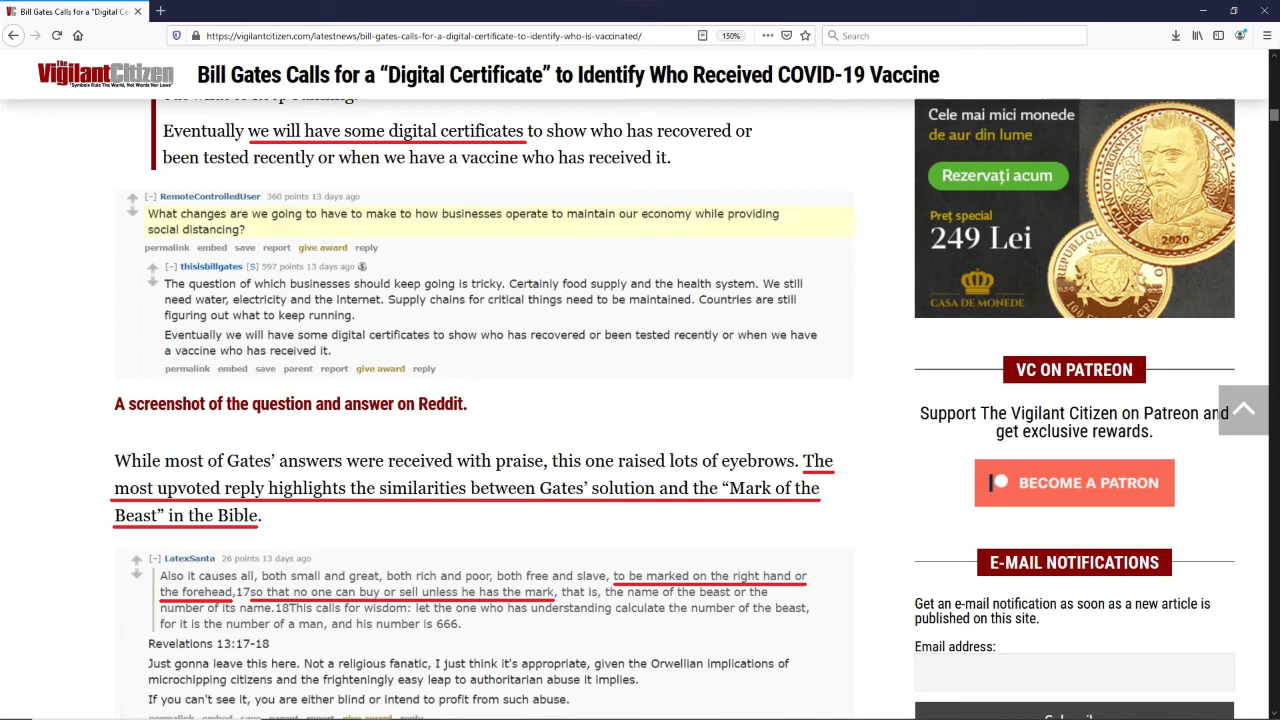 Bill Gates Calls for a "Digital Ce
https://vigilantcitizen.com/latestnews/bill-gates-calls-for-a-digital-certificate-to-identify-who-is-vaccinated/
150%
Search
The
VigilantCitizen
"Symbols Rule The World, Not Words Nor Laws"
Bill Gates Calls for a “Digital Certificate” to Identify Who Received COVID-19 Vaccine
Eventually we will have some digital certificates to show who has recovered or
been tested recently or when we have a vaccine who has received it.
[-] RemoteControlledUser 360 points 13 days ago
What changes are we going to have to make to how businesses operate to maintain our economy while providing
social distancing?
permalink embed save report give award reply
[-] thisisbillgates [S] 597 points 13 days ago
The question of which businesses should keep going is tricky. Certainly food supply and the health system. We still
need water, electricity and the Internet. Supply chains for critical things need to be maintained. Countries are still
figuring out what to keep running.
Eventually we will have some digital certificates to show who has recovered or been tested recently or when we have
a vaccine who has received it.
permalink embed save parent report give award reply
A screenshot of the question and answer on Reddit.
While most of Gates’ answers were received with praise, this one raised lots of eyebrows. The
most upvoted reply highlights the similarities between Gates’ solution and the “Mark of the
Beast” in the Bible.
[-] LatexSanta 26 points 13 days ago
Also it causes all, both small and great, both rich and poor, both free and slave, to be marked on the right hand or
the forehead,17so that no one can buy or sell unless he has the mark, that is, the name of the beast or the
number of its name.18This calls for wisdom: let the one who has understanding calculate the number of the beast,
for it is the number of a man, and his number is 666.
Revelations 13:17-18
Just gonna leave this here. Not a religious fanatic, I just think it's appropriate, given the Orwellian implications of
microchipping citizens and the frighteningly easy leap to authoritarian abuse it implies.
If you can't see it, you are either blind or intend to profit from such abuse.
Cele mai mici monede
de aur din lume
Rezervați acum
Preț special
249 Lei
CASA DE MONEDE
2020
VC ON PATREON
Support The Vigilant Citizen on Patreon and
get exclusive rewards.
BECOME A PATRON
E-MAIL NOTIFICATIONS
Get an e-mail notification as soon as a new article is
published on this site.
Email address: